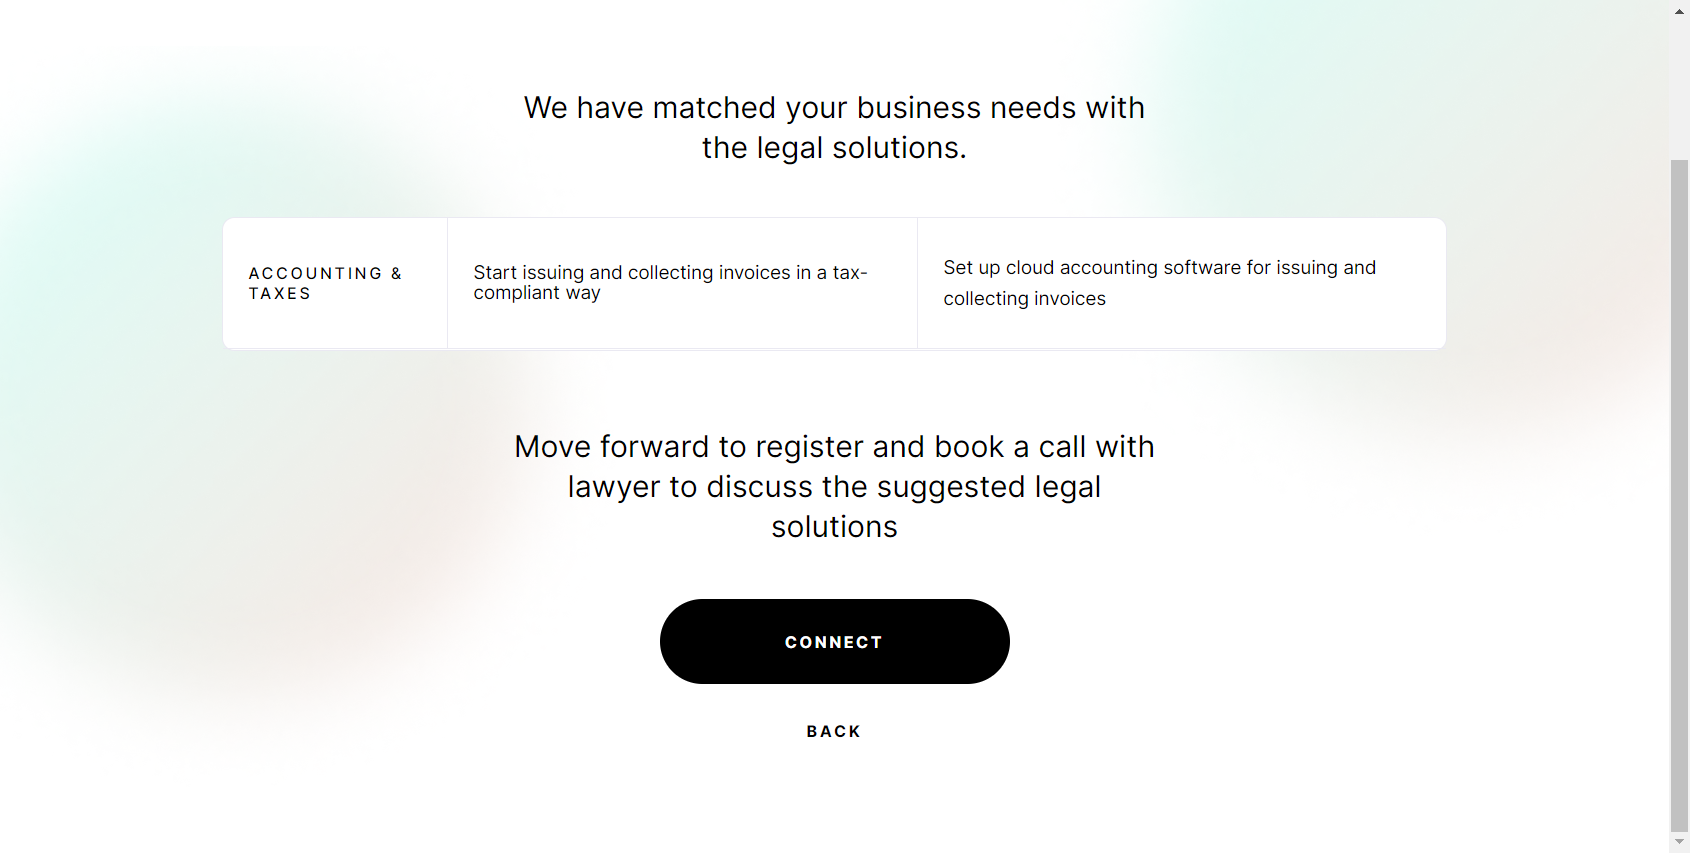 We have matched your business needs with
the legal solutions.
ACCOUNTING &
TAXES
Start issuing and collecting invoices in a tax-
compliant way
Set up cloud accounting software for issuing and
collecting invoices
Move forward to register and book a call with
lawyer to discuss the suggested legal
solutions
CONNECT
BACK